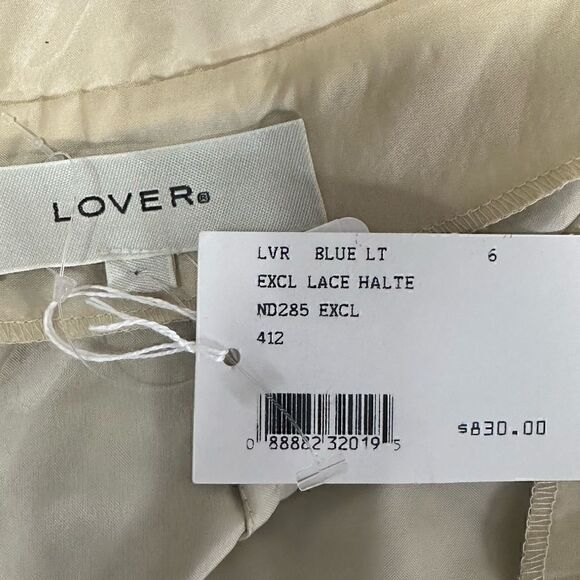 LOVER®
LVR BLUE LT 6
EXCL LACE HALTE
ND285 EXCL
412
$830.00
0 88882 32019 5